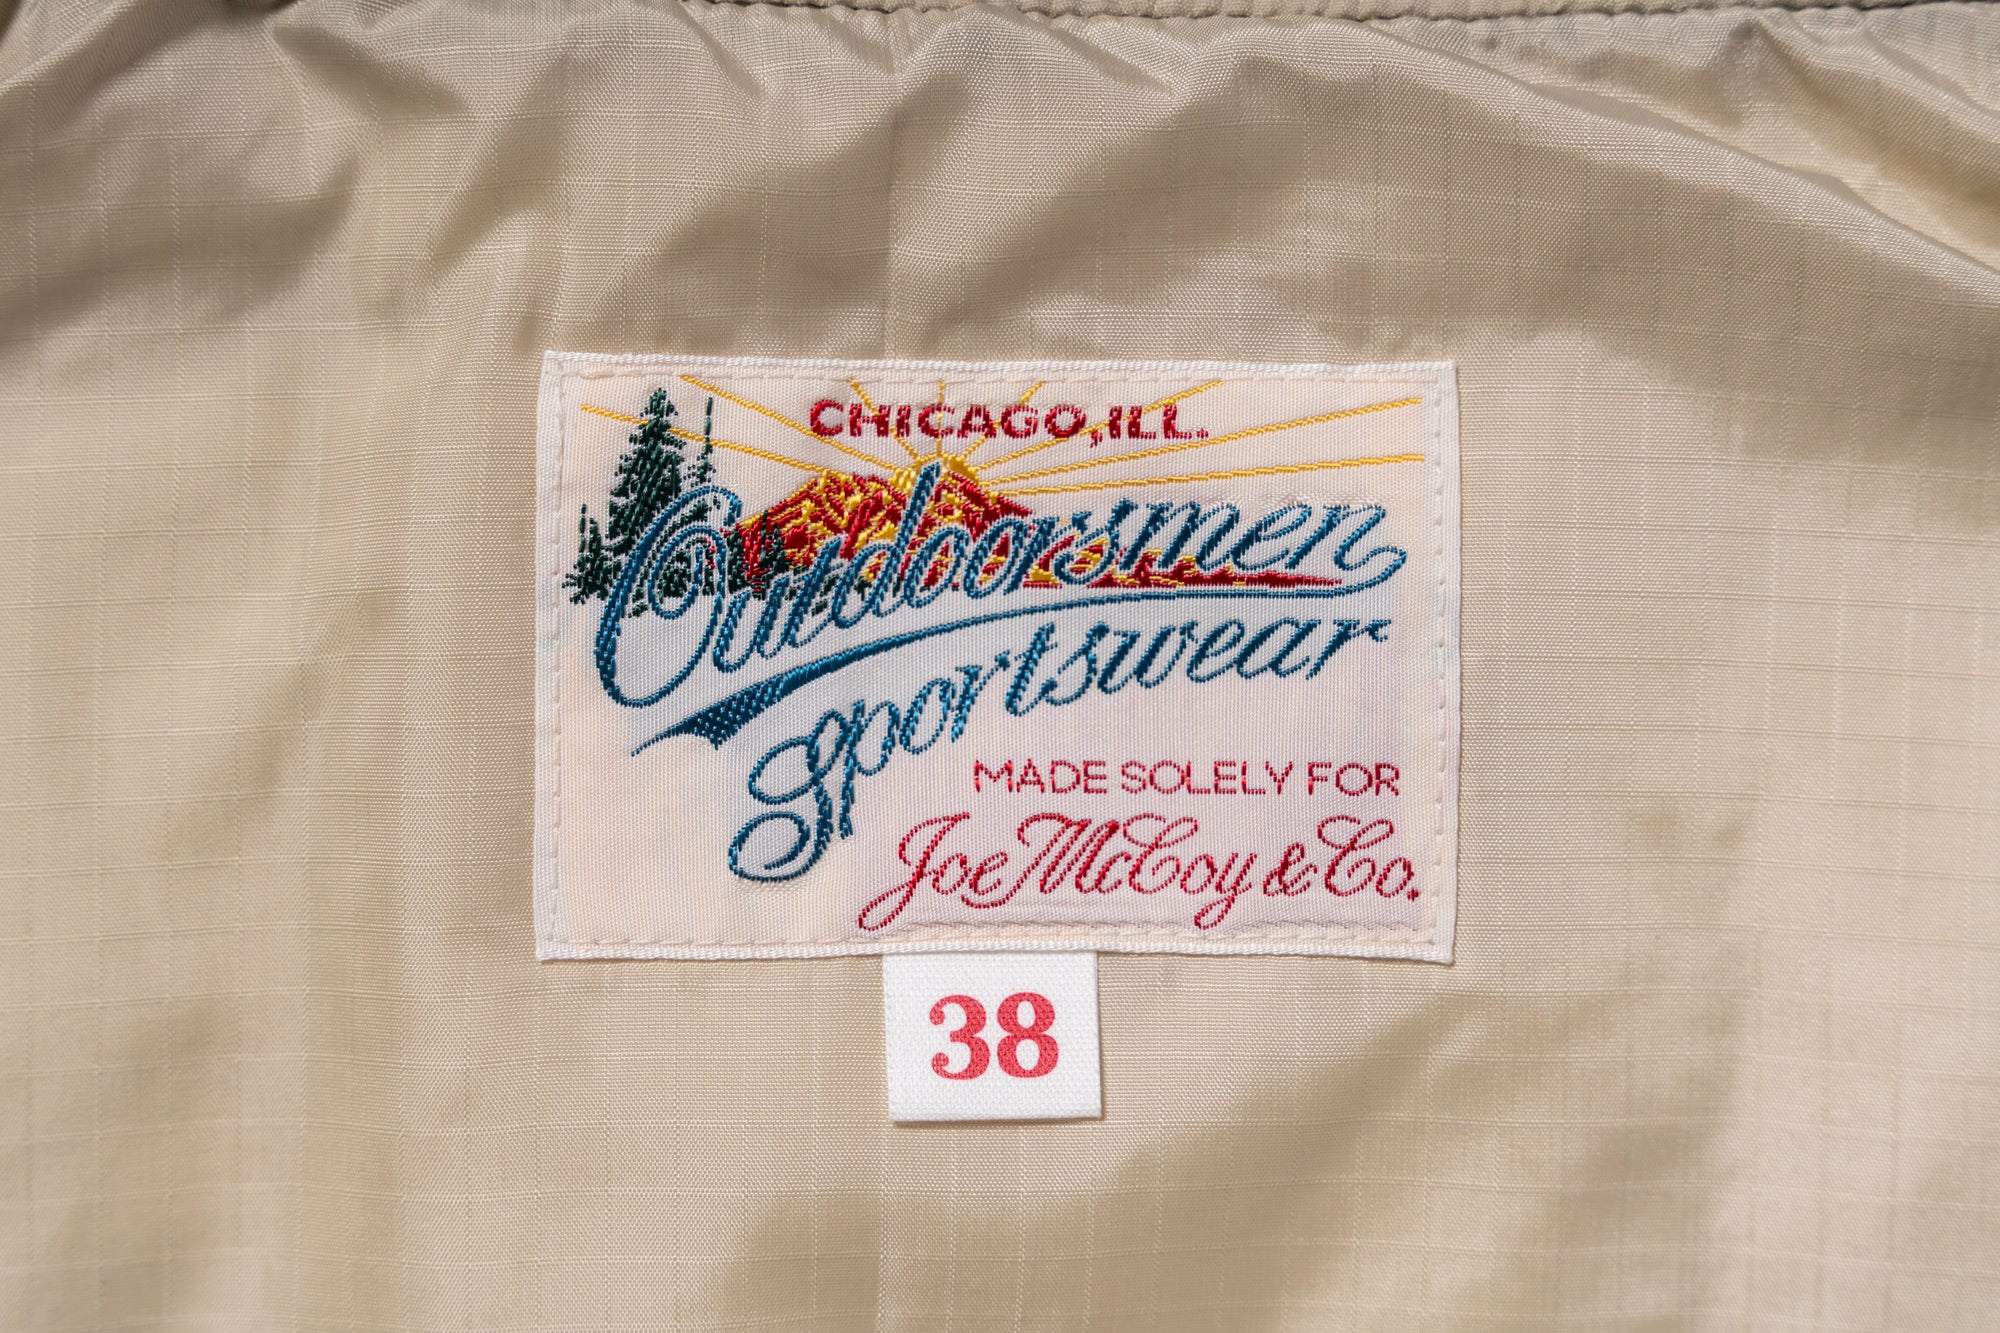 CHICAGO, ILL.
Outdoorsmen
Sportswear
MADE SOLELY FOR
Joe McCoy & Co.
38